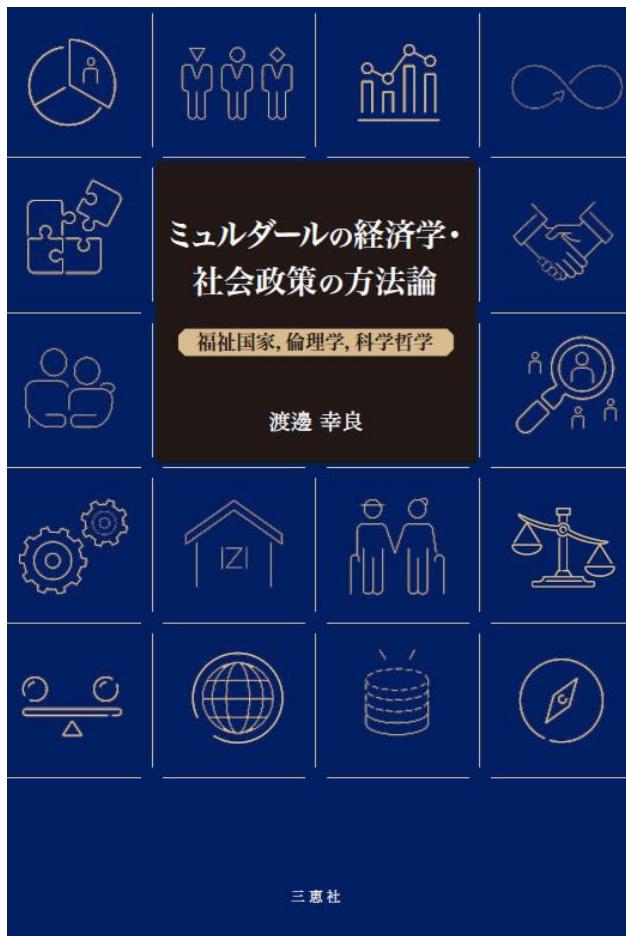 ミュルダールの経済学・
社会政策の方法論
福祉国家，倫理学，科学哲学
渡邊 幸良
三恵社